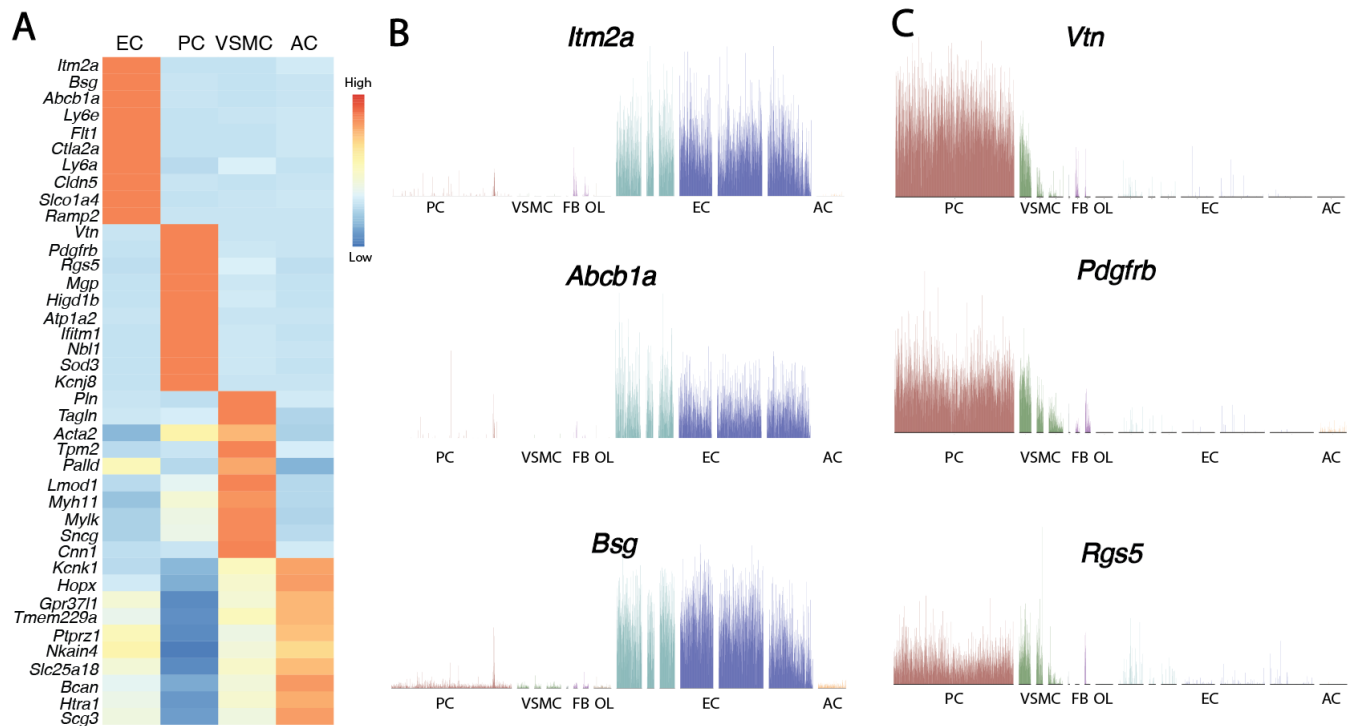 A
EC PC VSMC AC
Itm2a
Bsg
Abcb1a
Ly6e
Flt1
Ctla2a
Ly6a
Cldn5
Slco1a4
Ramp2
Vtn
Pdgfrb
Rgs5
Mgp
Higd1b
Atp1a2
Ifitm1
Nbl1
Sod3
Kcnj8
Pln
Tagln
Acta2
Tpm2
Palld
Lmod1
Myh11
Mylk
Sncg
Cnn1
Kcnk1
Hopx
Gpr37l1
Tmem229a
Ptprz1
Nkain4
Slc25a18
Bcan
Htra1
Scg3
High
Low
B
Itm2a
PC VSMC FB OL EC AC
Abcb1a
PC VSMC FB OL EC AC
Bsg
PC VSMC FB OL EC AC
C
Vtn
PC VSMC FB OL EC AC
Pdgfrb
PC VSMC FB OL EC AC
Rgs5
PC VSMC FB OL EC AC